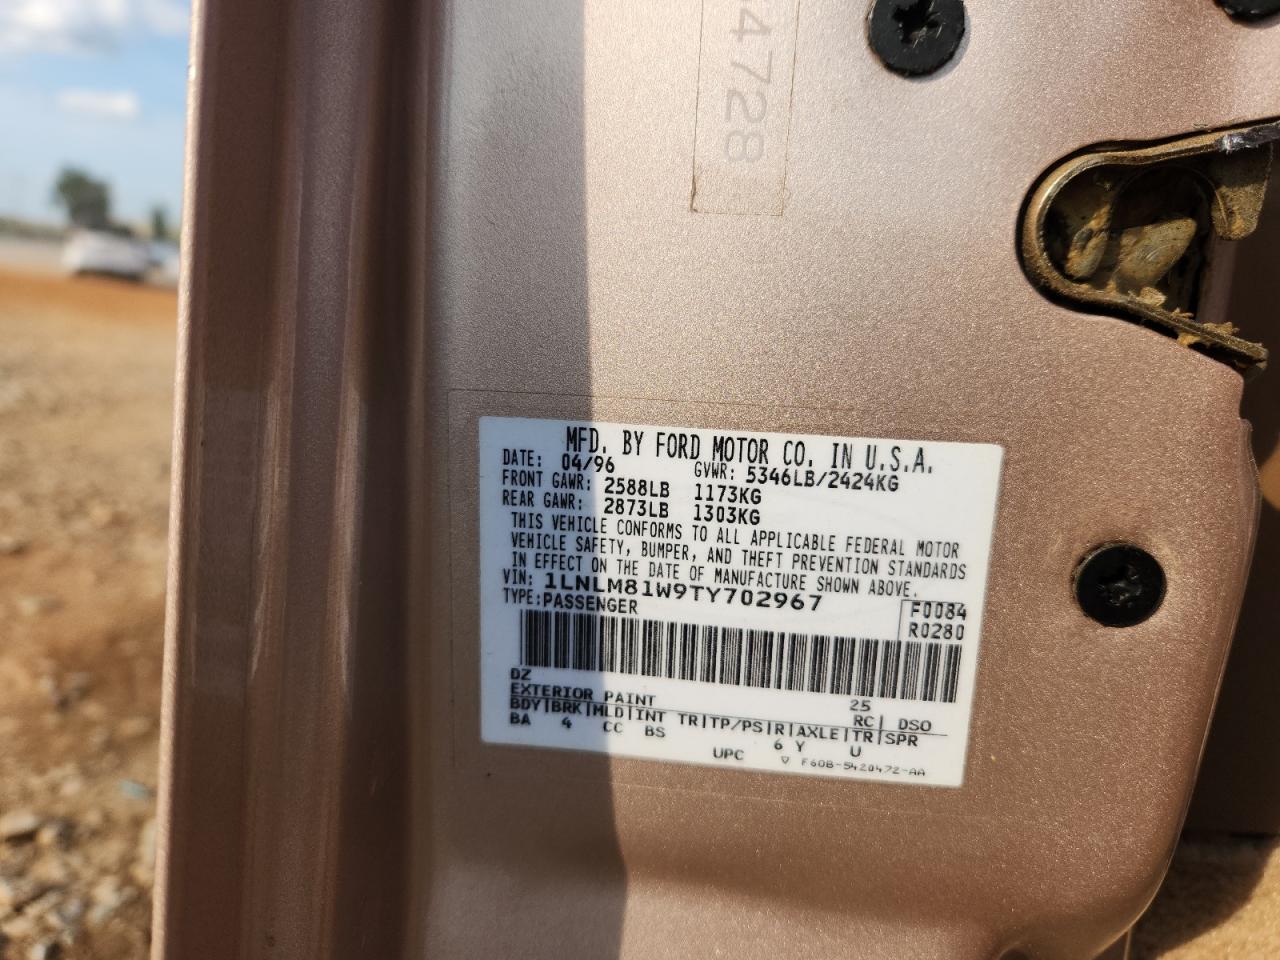 4728
MFD. BY FORD MOTOR CO. IN U.S.A.
DATE: 04/96 GVWR: 5346LB/2424KG
FRONT GAWR: 2588LB 1173KG
REAR GAWR: 2873LB 1303KG
THIS VEHICLE CONFORMS TO ALL APPLICABLE FEDERAL MOTOR
VEHICLE SAFETY, BUMPER, AND THEFT PREVENTION STANDARDS
IN EFFECT ON THE DATE OF MANUFACTURE SHOWN ABOVE.
VIN: 1LNLM81W9TY702967
TYPE: PASSENGER
F0084
R0280
DZ
EXTERIOR PAINT 25 RC| DSO
BDY|BRK|MLD|INT TR|TP/PS|R|AXLE|TR|SPR
BA 4 CC BS 6 Y U
UPC ▽ F60B-5420472-AA